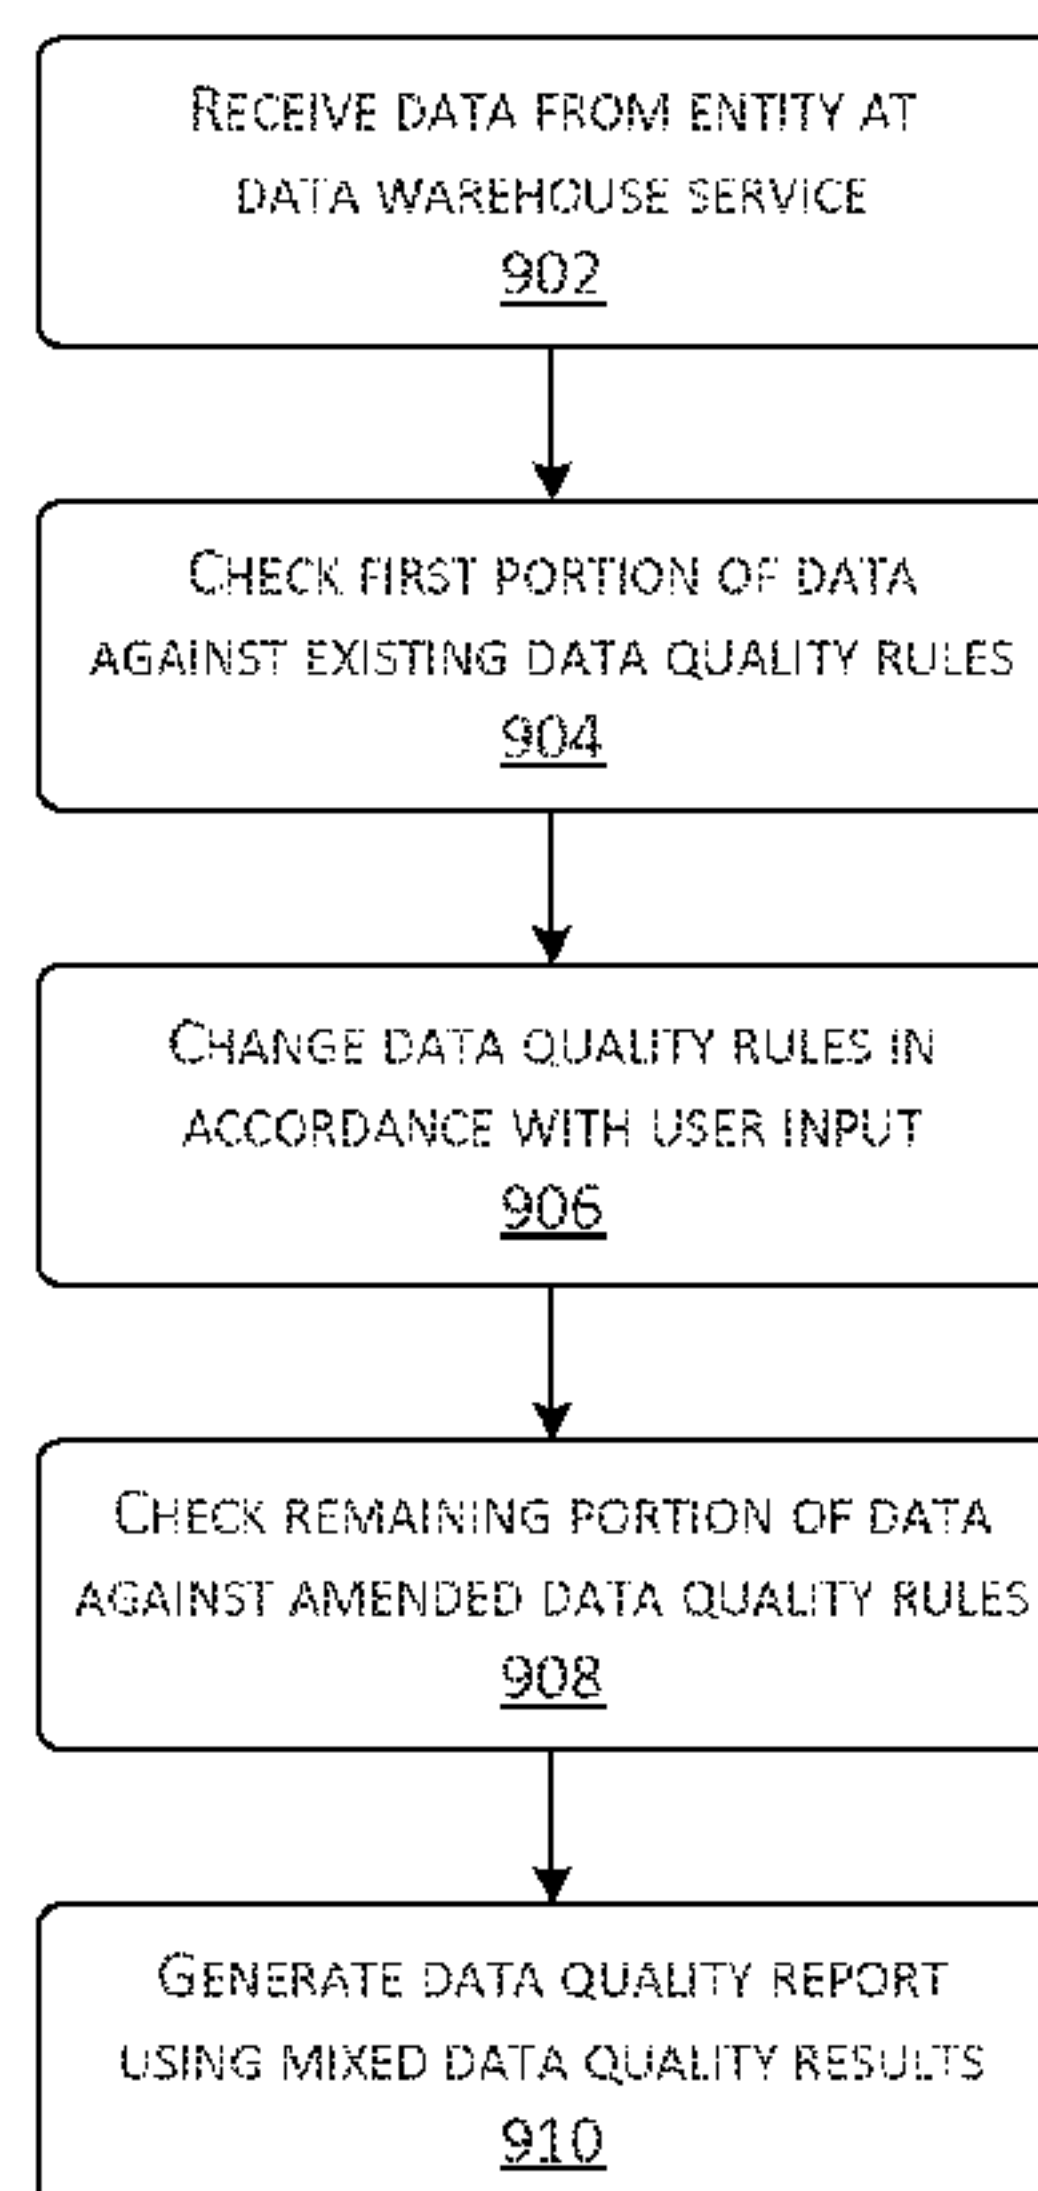 RECEIVE DATA FROM ENTITY AT
DATA WAREHOUSE SERVICE
902
CHECK FIRST PORTION OF DATA
AGAINST EXISTING DATA QUALITY RULES
904
CHANGE DATA QUALITY RULES IN
ACCORDANCE WITH USER INPUT
906
CHECK REMAINING PORTION OF DATA
AGAINST AMENDED DATA QUALITY RULES
908
GENERATE DATA QUALITY REPORT
USING MIXED DATA QUALITY RESULTS
910